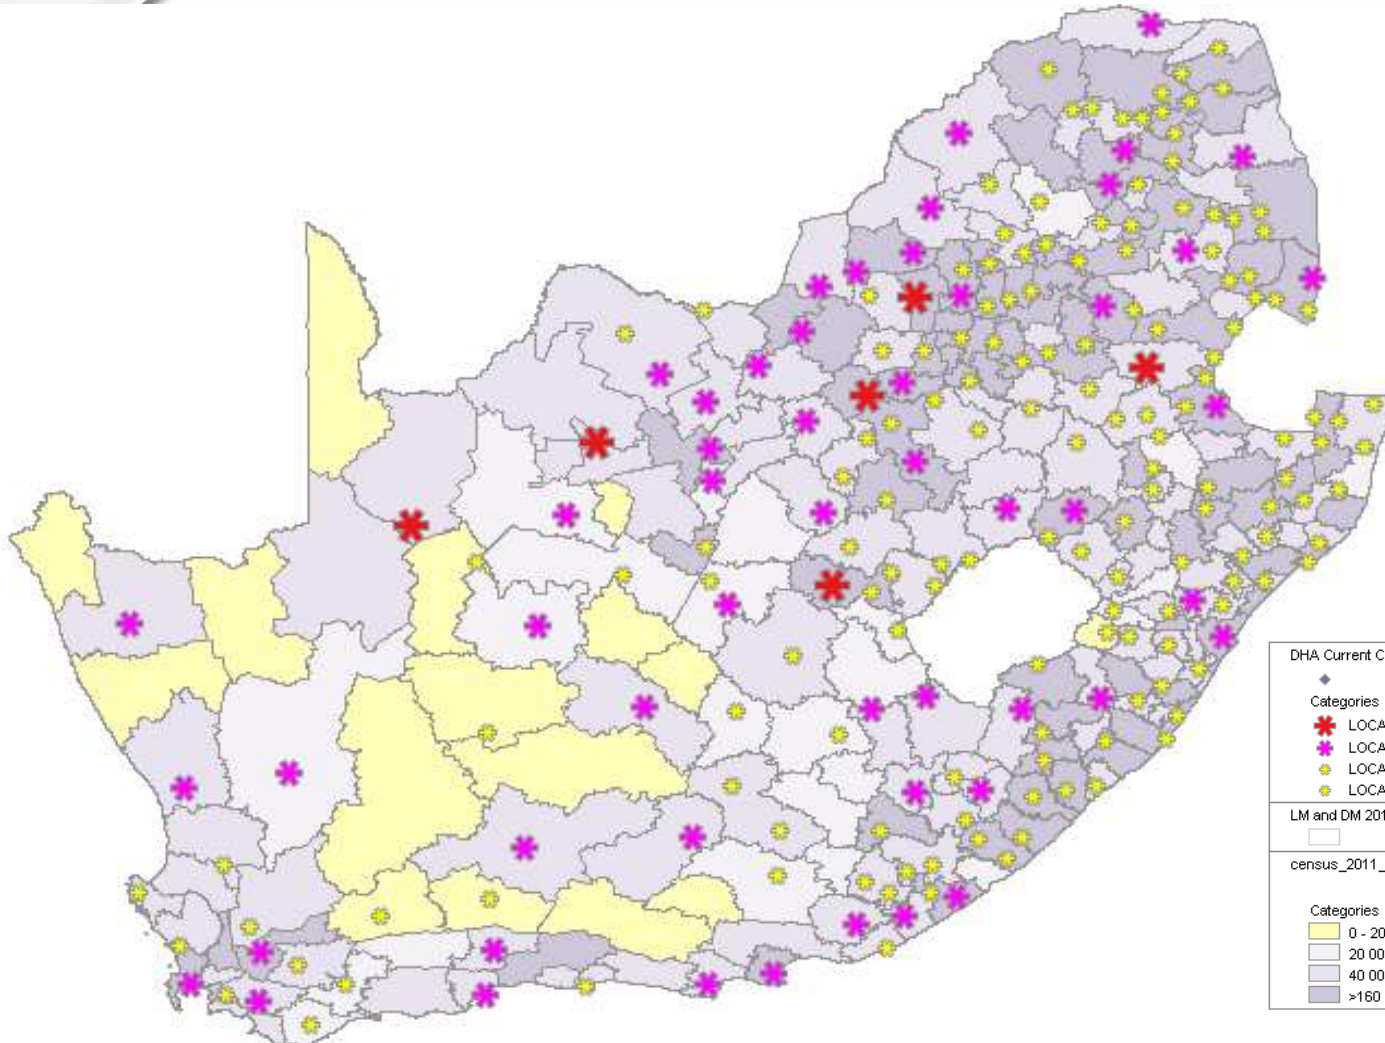 DHA Current C
Categories
LOCA
LOCA
LOCA
LOCA
LM and DM 201
census_2011_
Categories
0 - 20
20 00
40 00
>160